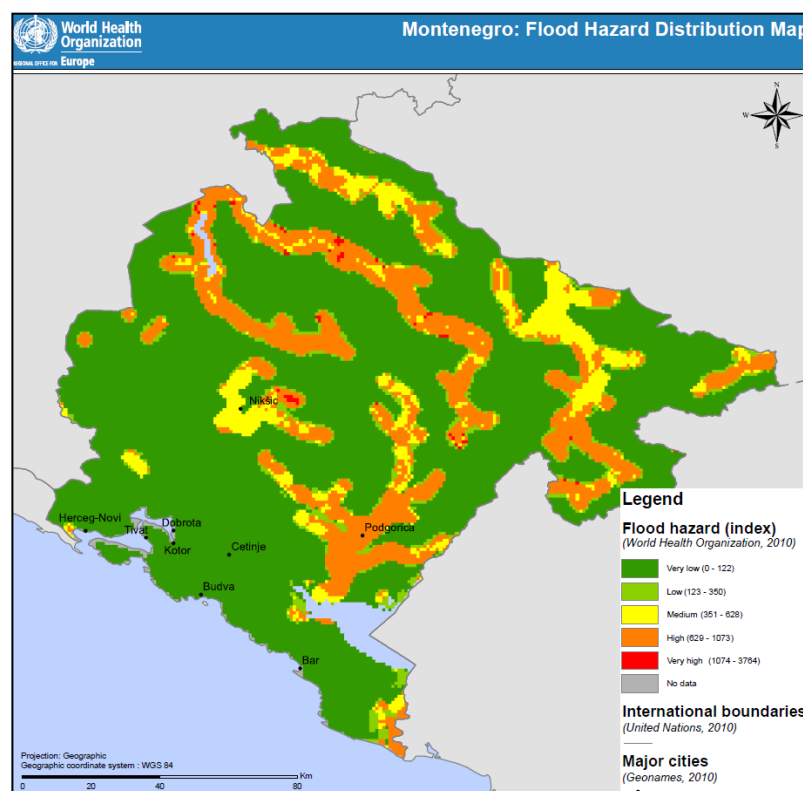 World Health
Organization
REGIONAL OFFICE FOR Europe
Montenegro: Flood Hazard Distribution Map
N
W E
S
Nikšic
Herceg-Novi
Tivat
Dobrota
Kotor
Cetinje
Podgorica
Budva
Bar
Legend
Flood hazard (index)
(World Health Organization, 2010)
Very low (0 - 122)
Low (123 - 350)
Medium (351 - 628)
High (629 - 1073)
Very high (1074 - 3764)
No data
International boundaries
(United Nations, 2010)
Major cities
(Geonames, 2010)
Projection: Geographic
Geographic coordinate system : WGS 84
Km
0 20 40 60 80